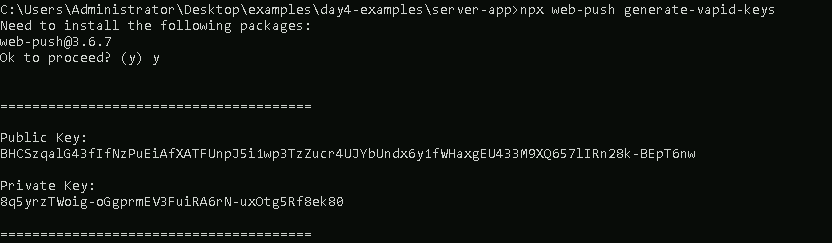 C:\Users\Administrator\Desktop\examples\day4-examples\server-app>npx web-push generate-vapid-keys
Need to install the following packages:
web-push@3.6.7
Ok to proceed? (y) y
=======================================
Public Key:
BHCSzqalG43fIfNzPuEiAfXATFUnpJ5i1wp3TzZucr4UJYbUndx6y1fWHaxgEU433M9XQ657lIRn28k-BEpT6nw
Private Key:
8q5yrzTWoig-oGgprmEV3FuiRA6rN-uxOtg5Rf8ek80
=======================================